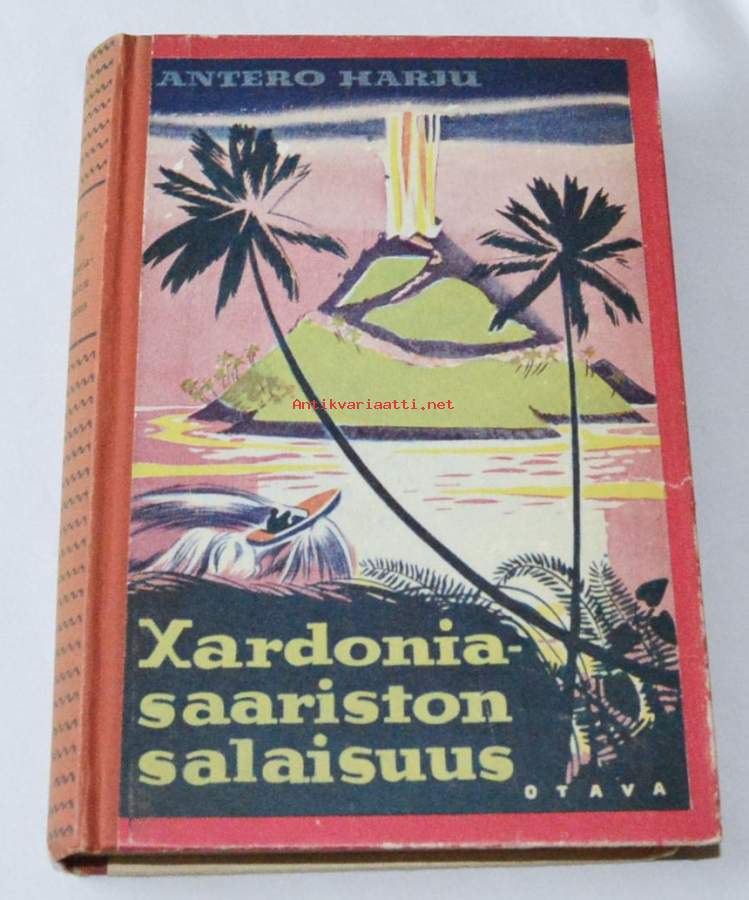 ANTERO HARJU
Antikvariaatti.net
Xardonia-
saariston
salaisuus
OTAVA